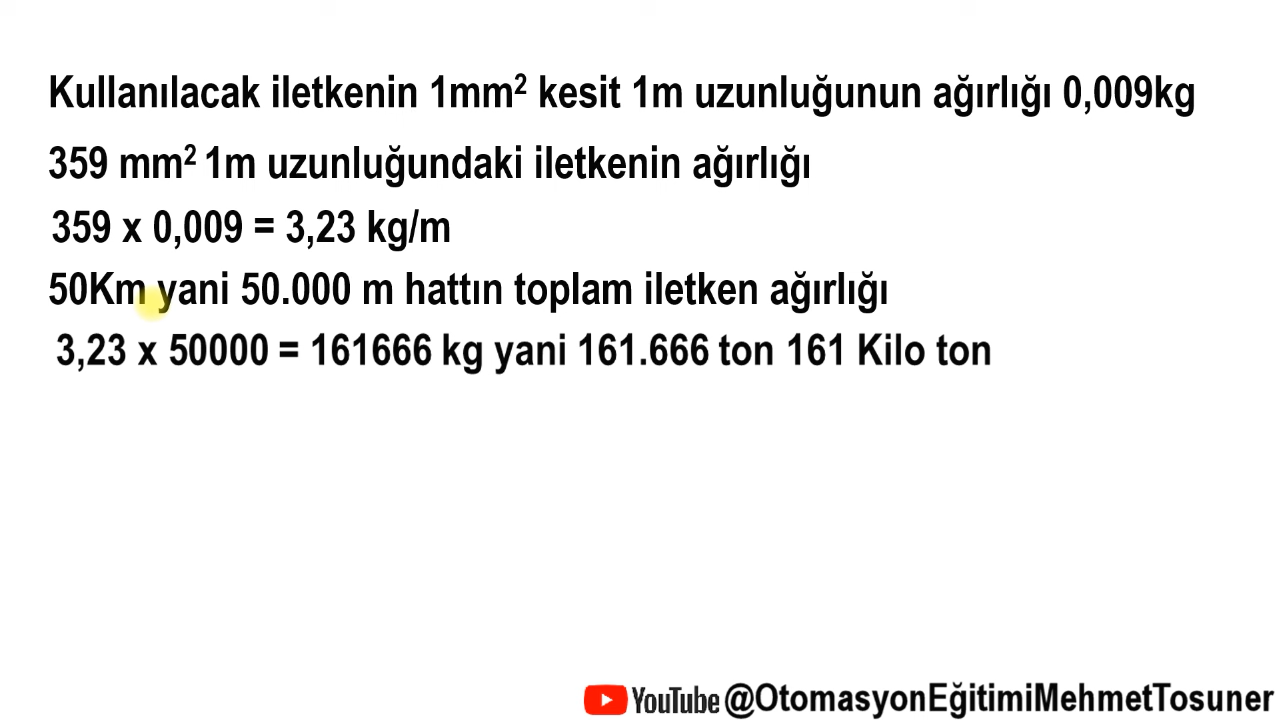 Kullanılacak iletkenin 1mm² kesit 1m uzunluğunun ağırlığı 0,009kg
359 mm² 1m uzunluğundaki iletkenin ağırlığı
359 x 0,009 = 3,23 kg/m
50Km yani 50.000 m hattın toplam iletken ağırlığı
3,23 x 50000 = 161666 kg yani 161.666 ton 161 Kilo ton
YouTube @OtomasyonEğitimiMehmetTosuner